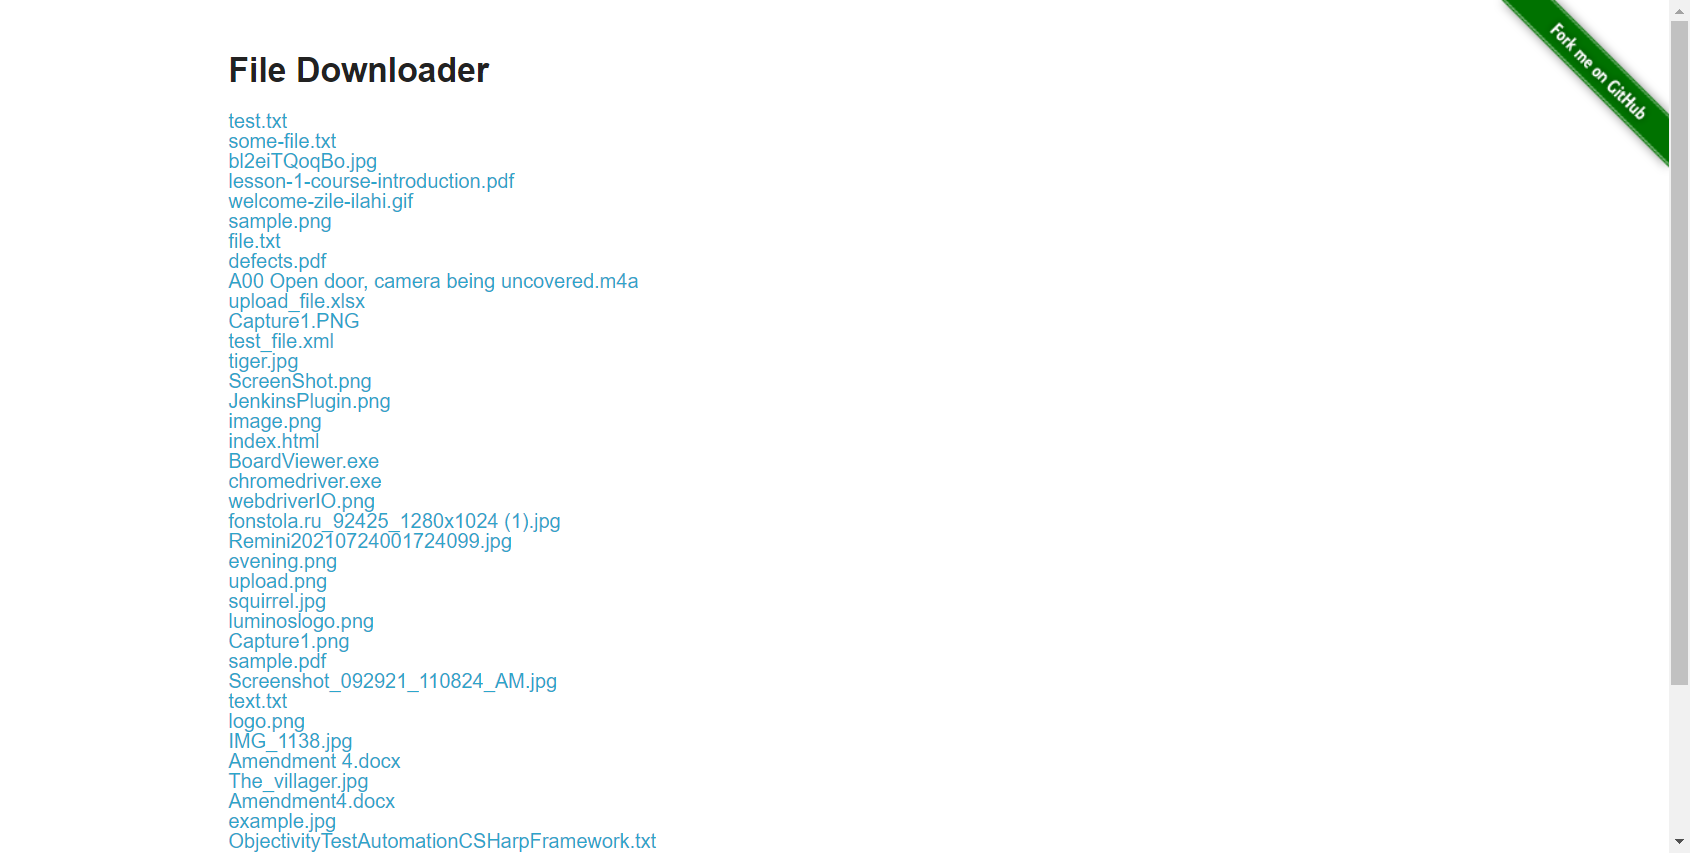 Fork me on GitHub
File Downloader
test.txt
some-file.txt
bl2eiTQoqBo.jpg
lesson-1-course-introduction.pdf
welcome-zile-ilahi.gif
sample.png
file.txt
defects.pdf
A00 Open door, camera being uncovered.m4a
upload_file.xlsx
Capture1.PNG
test_file.xml
tiger.jpg
ScreenShot.png
JenkinsPlugin.png
image.png
index.html
BoardViewer.exe
chromedriver.exe
webdriverIO.png
fonstola.ru_92425_1280x1024 (1).jpg
Remini20210724001724099.jpg
evening.png
upload.png
squirrel.jpg
luminoslogo.png
Capture1.png
sample.pdf
Screenshot_092921_110824_AM.jpg
text.txt
logo.png
IMG_1138.jpg
Amendment 4.docx
The_villager.jpg
Amendment4.docx
example.jpg
ObjectivityTestAutomationCSHarpFramework.txt